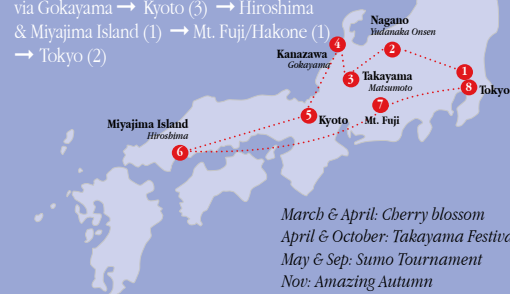 via Gokayama → Kyoto (3) → Hiroshima
& Miyajima Island (1) → Mt. Fuji/Hakone (1)
→ Tokyo (2)
Nagano
Yudanaka Onsen
4
2
Kanazawa
Gokayama
3
Takayama
Matsumoto
1
8
Tokyo
7
Mt. Fuji
5
Kyoto
Miyajima Island
Hiroshima
6
March & April: Cherry blossom
April & October: Takayama Festiva
May & Sep: Sumo Tournament
Nov: Amazing Autumn